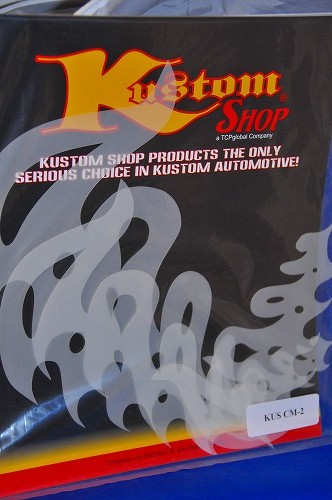 Kustom
SHOP
®
a TCPglobal Company
KUSTOM SHOP PRODUCTS THE ONLY
SERIOUS CHOICE IN KUSTOM AUTOMOTIVE!
KUS CM-2